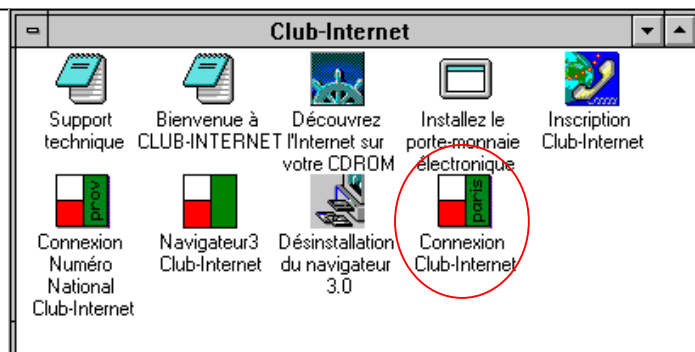 Club-Internet
Support
technique
Bienvenue à
CLUB-INTERNET
Découvrez
l'Internet sur
votre CDROM
Installez le
porte-monnaie
électronique
Inscription
Club-Internet
prov
Connexion
Numéro
National
Club-Internet
Navigateur3
Club-Internet
Désinstallation
du navigateur
3.0
paris
Connexion
Club-Internet